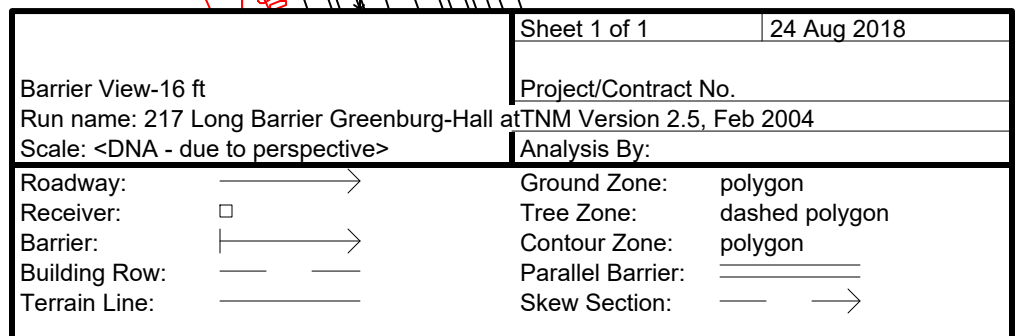 Sheet 1 of 1 24 Aug 2018
Barrier View-16 ft Project/Contract No.
Run name: 217 Long Barrier Greenburg-Hall at TNM Version 2.5, Feb 2004
Scale: <DNA - due to perspective> Analysis By:
Roadway: Ground Zone: polygon
Receiver: Tree Zone: dashed polygon
Barrier: Contour Zone: polygon
Building Row: Parallel Barrier:
Terrain Line: Skew Section: